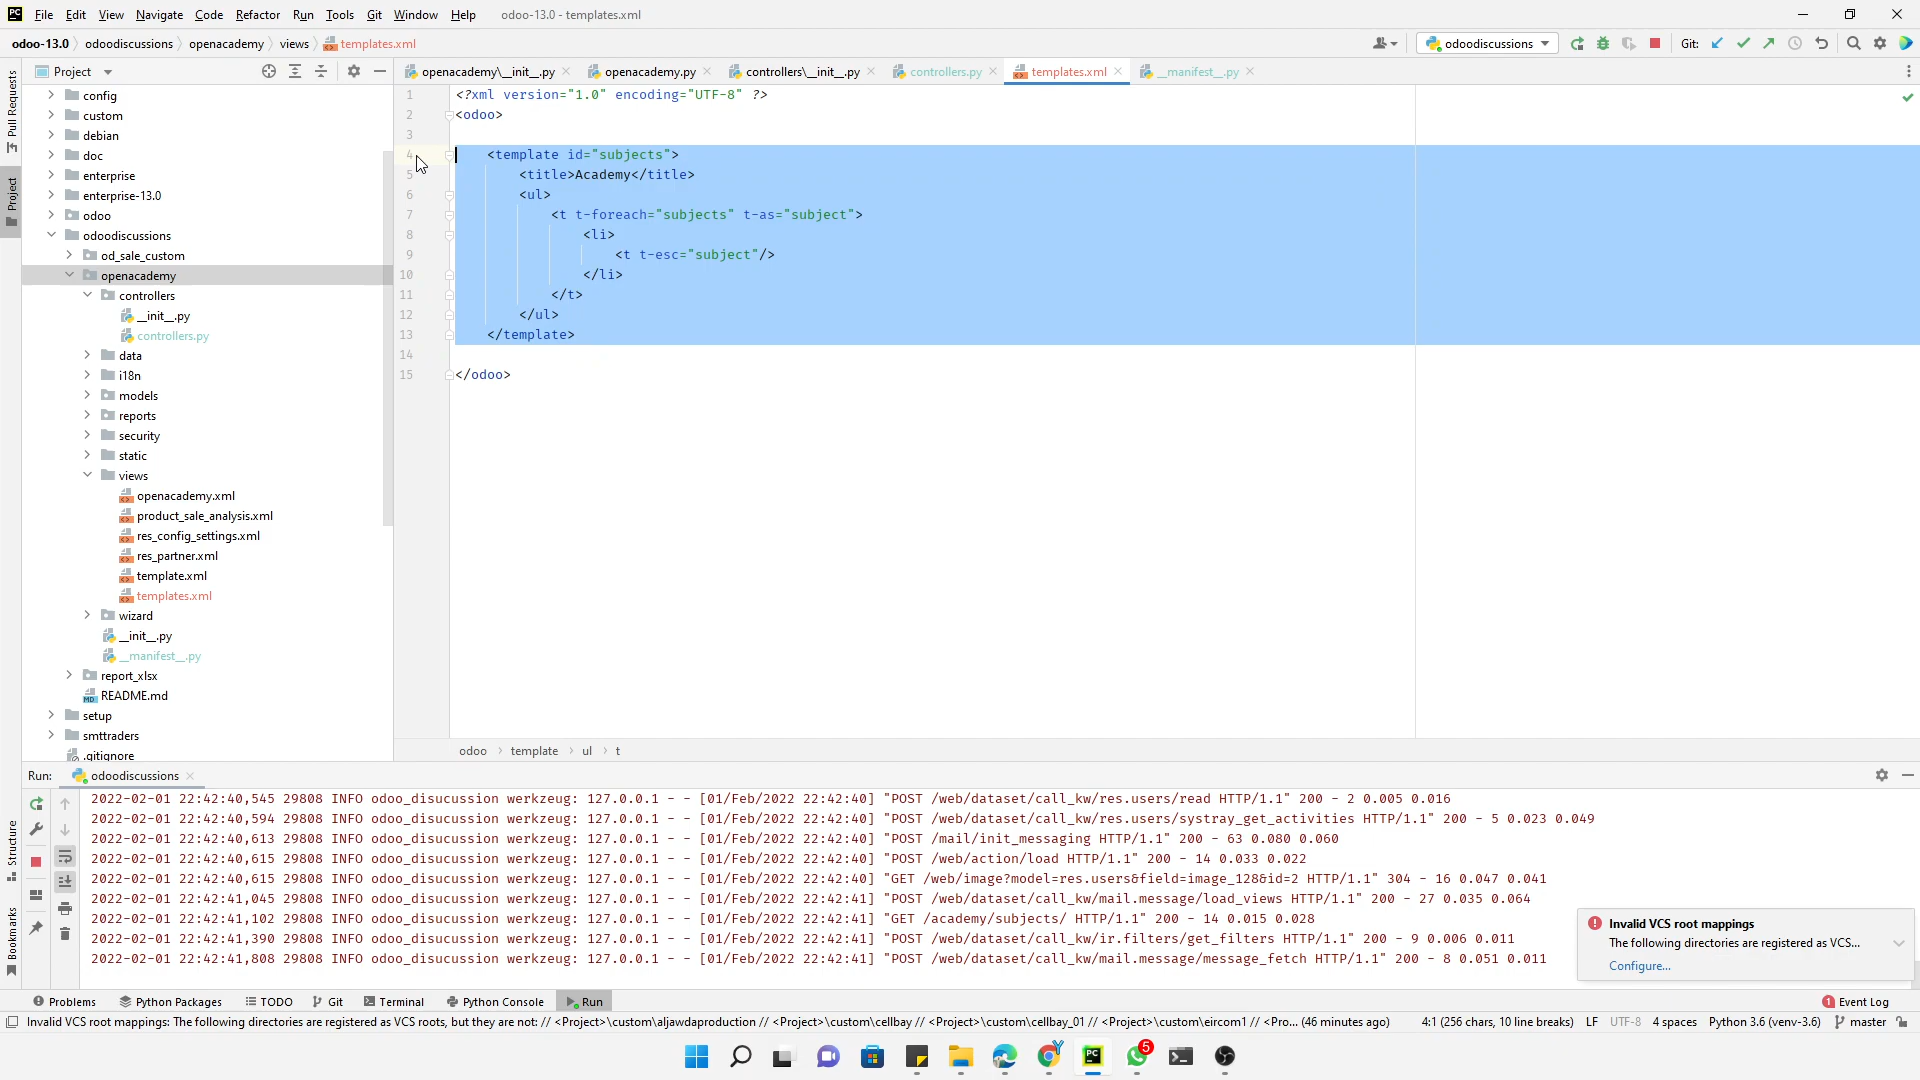 PC File Edit View Navigate Code Refactor Run Tools Git Window Help odoo-13.0 - templates.xml
odoo-13.0 odoodiscussions openacademy views templates.xml odoodiscussions Git:
Project openacademy\__init__.py openacademy.py controllers\__init__.py controllers.py templates.xml __manifest__.py
Pull Requests
Project
config
custom
debian
doc
enterprise
enterprise-13.0
odoo
odoodiscussions
od_sale_custom
openacademy
controllers
__init__.py
controllers.py
data
i18n
models
reports
security
static
views
openacademy.xml
product_sale_analysis.xml
res_config_settings.xml
res_partner.xml
template.xml
templates.xml
wizard
__init__.py
__manifest__.py
report_xlsx
README.md
setup
smttraders
.gitignore
1 <?xml version="1.0" encoding="UTF-8" ?>
2 <odoo>
3
4 <template id="subjects">
5 <title>Academy</title>
6 <ul>
7 <t t-foreach="subjects" t-as="subject">
8 <li>
9 <t t-esc="subject"/>
10 </li>
11 </t>
12 </ul>
13 </template>
14
15 </odoo>
odoo template ul t
Run: odoodiscussions
2022-02-01 22:42:40,545 29808 INFO odoo_disucussion werkzeug: 127.0.0.1 - - [01/Feb/2022 22:42:40] "POST /web/dataset/call_kw/res.users/read HTTP/1.1" 200 - 2 0.005 0.016
2022-02-01 22:42:40,594 29808 INFO odoo_disucussion werkzeug: 127.0.0.1 - - [01/Feb/2022 22:42:40] "POST /web/dataset/call_kw/res.users/systray_get_activities HTTP/1.1" 200 - 5 0.023 0.049
2022-02-01 22:42:40,613 29808 INFO odoo_disucussion werkzeug: 127.0.0.1 - - [01/Feb/2022 22:42:40] "POST /mail/init_messaging HTTP/1.1" 200 - 63 0.080 0.060
2022-02-01 22:42:40,615 29808 INFO odoo_disucussion werkzeug: 127.0.0.1 - - [01/Feb/2022 22:42:40] "POST /web/action/load HTTP/1.1" 200 - 14 0.033 0.022
2022-02-01 22:42:40,615 29808 INFO odoo_disucussion werkzeug: 127.0.0.1 - - [01/Feb/2022 22:42:40] "GET /web/image?model=res.users&field=image_128&id=2 HTTP/1.1" 304 - 16 0.047 0.041
2022-02-01 22:42:41,045 29808 INFO odoo_disucussion werkzeug: 127.0.0.1 - - [01/Feb/2022 22:42:41] "POST /web/dataset/call_kw/mail.message/load_views HTTP/1.1" 200 - 27 0.035 0.064
2022-02-01 22:42:41,102 29808 INFO odoo_disucussion werkzeug: 127.0.0.1 - - [01/Feb/2022 22:42:41] "GET /academy/subjects/ HTTP/1.1" 200 - 14 0.015 0.028
2022-02-01 22:42:41,390 29808 INFO odoo_disucussion werkzeug: 127.0.0.1 - - [01/Feb/2022 22:42:41] "POST /web/dataset/call_kw/ir.filters/get_filters HTTP/1.1" 200 - 9 0.006 0.011
2022-02-01 22:42:41,808 29808 INFO odoo_disucussion werkzeug: 127.0.0.1 - - [01/Feb/2022 22:42:41] "POST /web/dataset/call_kw/mail.message/message_fetch HTTP/1.1" 200 - 8 0.051 0.011
Structure
Bookmarks
Invalid VCS root mappings
The following directories are registered as VCS...
Configure...
Problems Python Packages TODO Git Terminal Python Console Run 1 Event Log
Invalid VCS root mappings: The following directories are registered as VCS roots, but they are not: // <Project>\custom\aljawdaproduction // <Project>\custom\cellbay // <Project>\custom\cellbay_01 // <Project>\custom\eircom1 // <Pro... (46 minutes ago) 4:1 (256 chars, 10 line breaks) LF UTF-8 4 spaces Python 3.6 (venv-3.6) master
PC 5